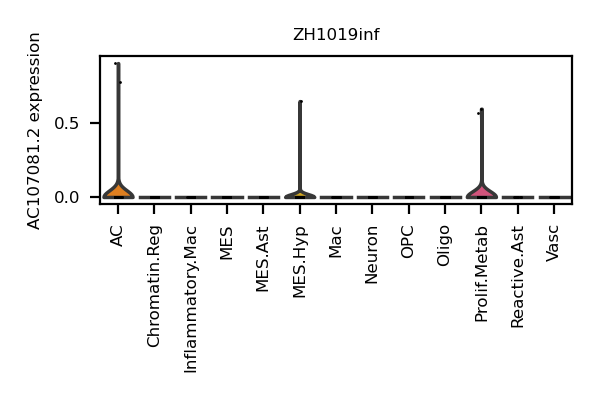 ZH1019inf
AC107081.2 expression
0.5
0.0
AC
Chromatin.Reg
Inflammatory.Mac
MES
MES.Ast
MES.Hyp
Mac
Neuron
OPC
Oligo
Prolif.Metab
Reactive.Ast
Vasc